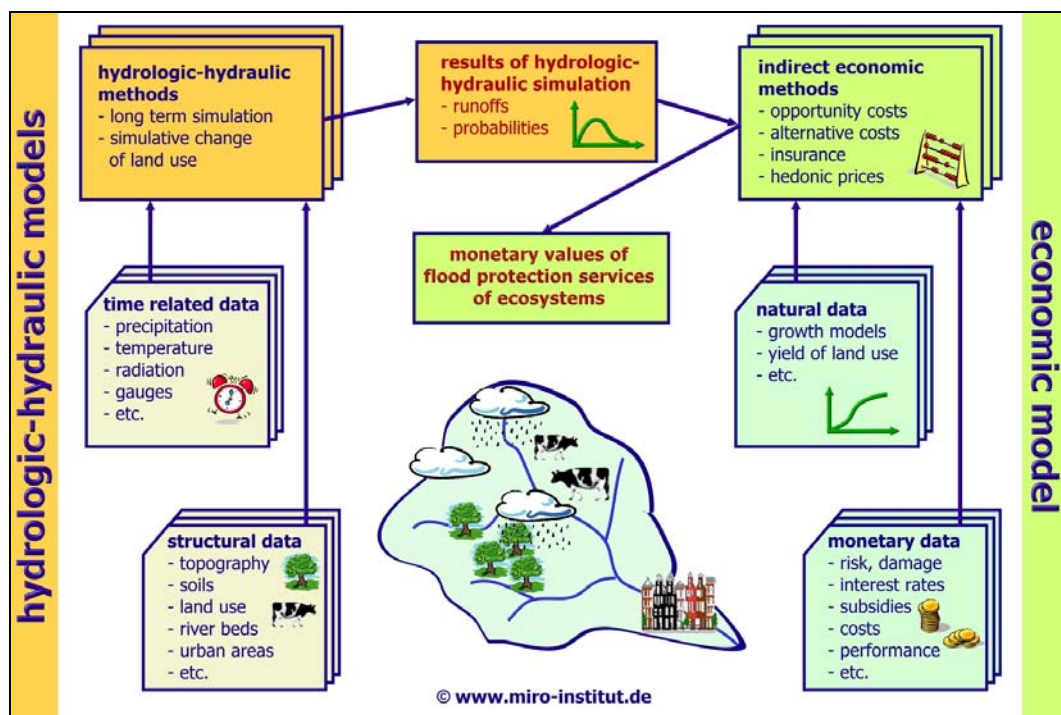 hydrologic-hydraulic models
hydrologic-hydraulic
methods
- long term simulation
- simulative change
of land use
results of hydrologic-
hydraulic simulation
- runoffs
- probabilities
indirect economic
methods
- opportunity costs
- alternative costs
- insurance
- hedonic prices
monetary values of
flood protection services
of ecosystems
time related data
- precipitation
- temperature
- radiation
- gauges
- etc.
natural data
- growth models
- yield of land use
- etc.
structural data
- topography
- soils
- land use
- river beds
- urban areas
- etc.
monetary data
- risk, damage
- interest rates
- subsidies
- costs
- performance
- etc.
© www.miro-institut.de
economic model